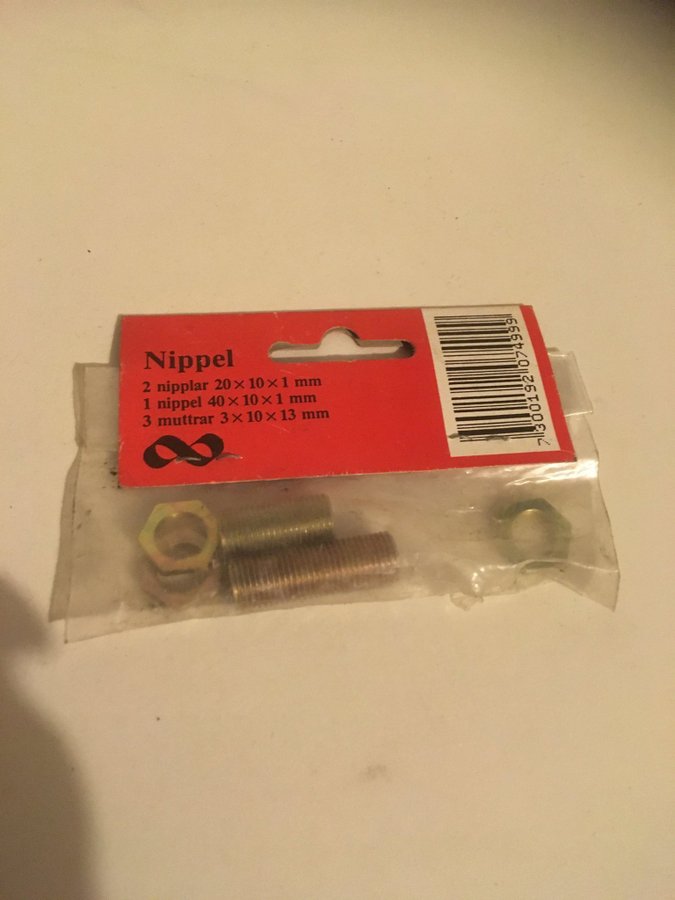 Nippel
2 nipplar 20×10×1 mm
1 nippel 40×10×1 mm
3 muttrar 3×10×13 mm
7300192074999